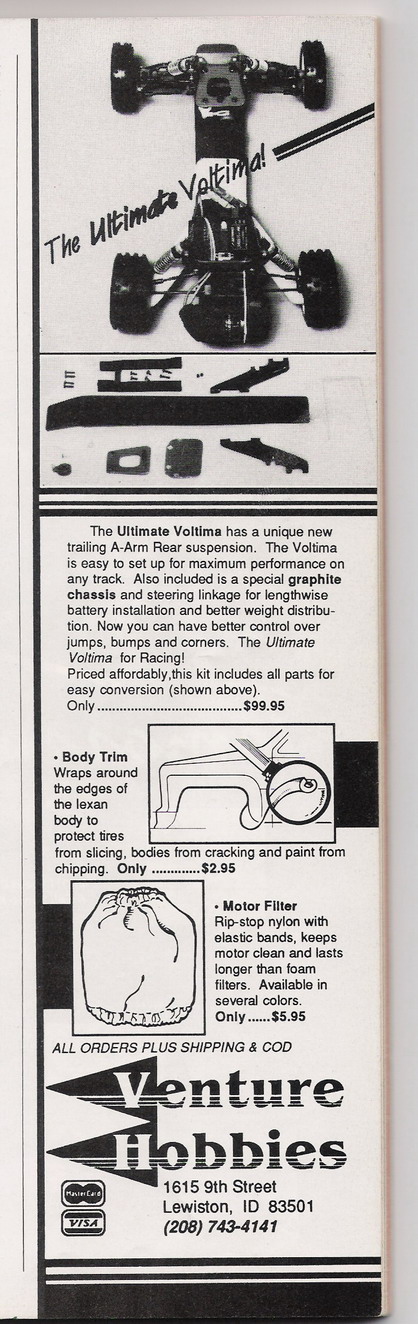 The Ultimate Voltima!
The Ultimate Voltima has a unique new
trailing A-Arm Rear suspension. The Voltima
is easy to set up for maximum performance on
any track. Also included is a special graphite
chassis and steering linkage for lengthwise
battery installation and better weight distribu-
tion. Now you can have better control over
jumps, bumps and corners. The Ultimate
Voltima for Racing!
Priced affordably,this kit includes all parts for
easy conversion (shown above).
Only ..........................................$99.95
• Body Trim
Wraps around
the edges of
the lexan
body to
protect tires
from slicing, bodies from cracking and paint from
chipping. Only .............$2.95
• Motor Filter
Rip-stop nylon with
elastic bands, keeps
motor clean and lasts
longer than foam
filters. Available in
several colors.
Only......$5.95
ALL ORDERS PLUS SHIPPING & COD
Venture
Hobbies
MasterCard
VISA
1615 9th Street
Lewiston, ID 83501
(208) 743-4141